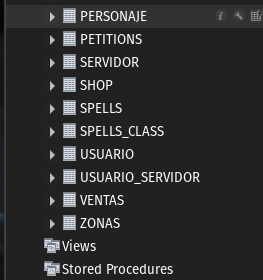 PERSONAJE
PETITIONS
SERVIDOR
SHOP
SPELLS
SPELLS_CLASS
USUARIO
USUARIO_SERVIDOR
VENTAS
ZONAS
Views
Stored Procedures